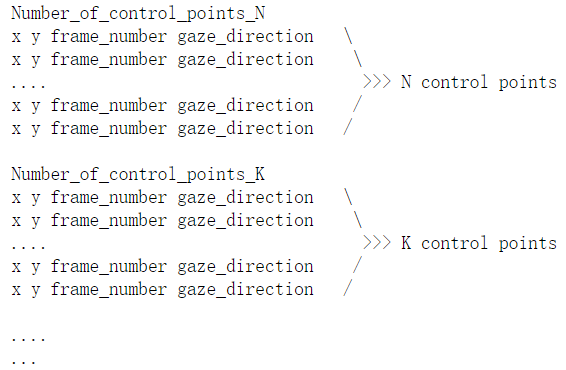 Number_of_control_points_N
x y frame_number gaze_direction   \
x y frame_number gaze_direction    \
....                                >>> N control points
x y frame_number gaze_direction    /
x y frame_number gaze_direction   /

Number_of_control_points_K
x y frame_number gaze_direction   \
x y frame_number gaze_direction    \
....                                >>> K control points
x y frame_number gaze_direction    /
x y frame_number gaze_direction   /

....
...